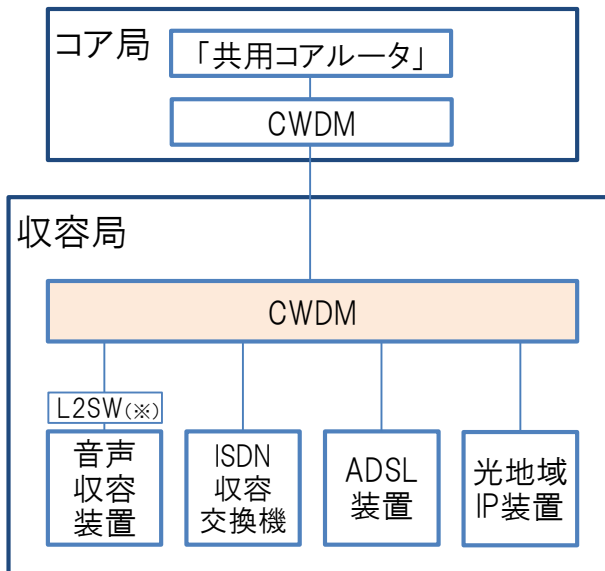 コア局
「共用コアルータ」
CWDM
収容局
CWDM
L2SW(※)
音声
収容
装置
ISDN
収容
交換機
ADSL
装置
光地域
IP装置